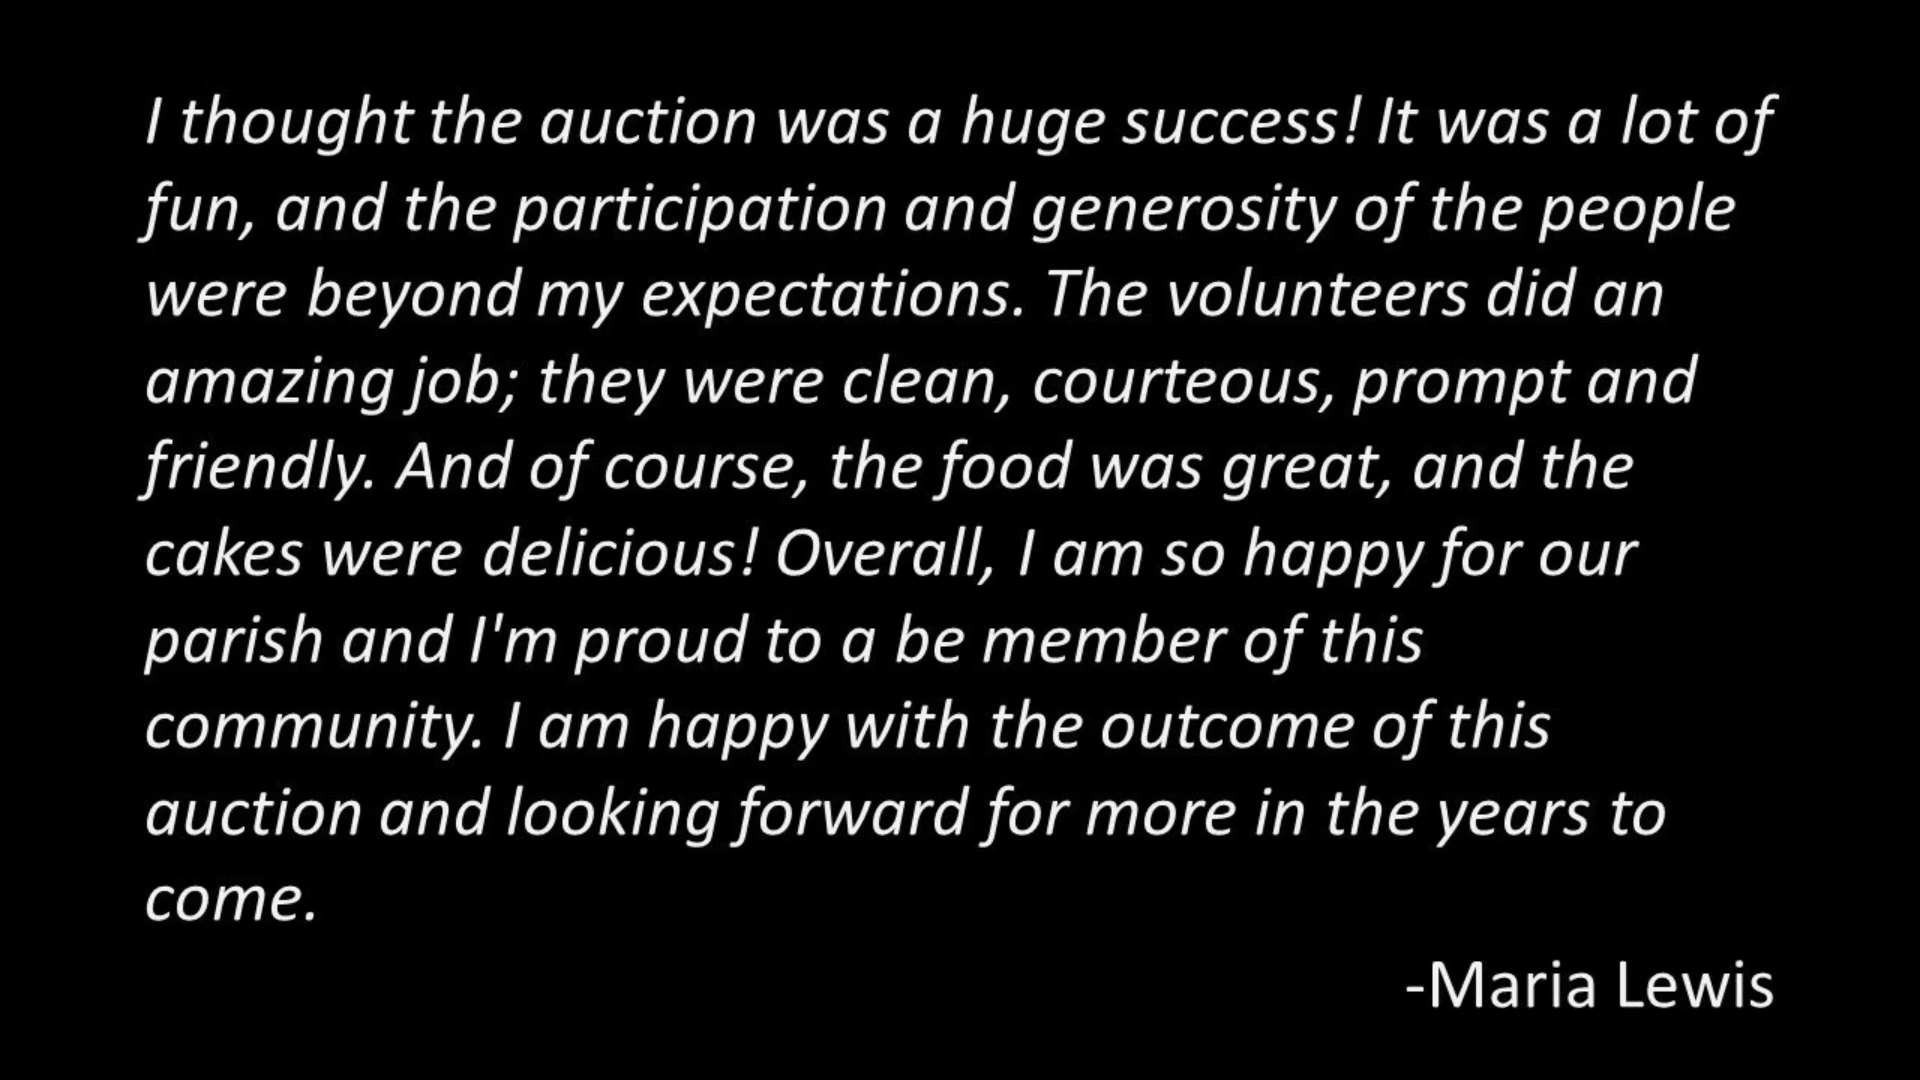 I thought the auction was a huge success! It was a lot of
fun, and the participation and generosity of the people
were beyond my expectations. The volunteers did an
amazing job; they were clean, courteous, prompt and
friendly. And of course, the food was great, and the
cakes were delicious! Overall, I am so happy for our
parish and I'm proud to a be member of this
community. I am happy with the outcome of this
auction and looking forward for more in the years to
come.
-Maria Lewis